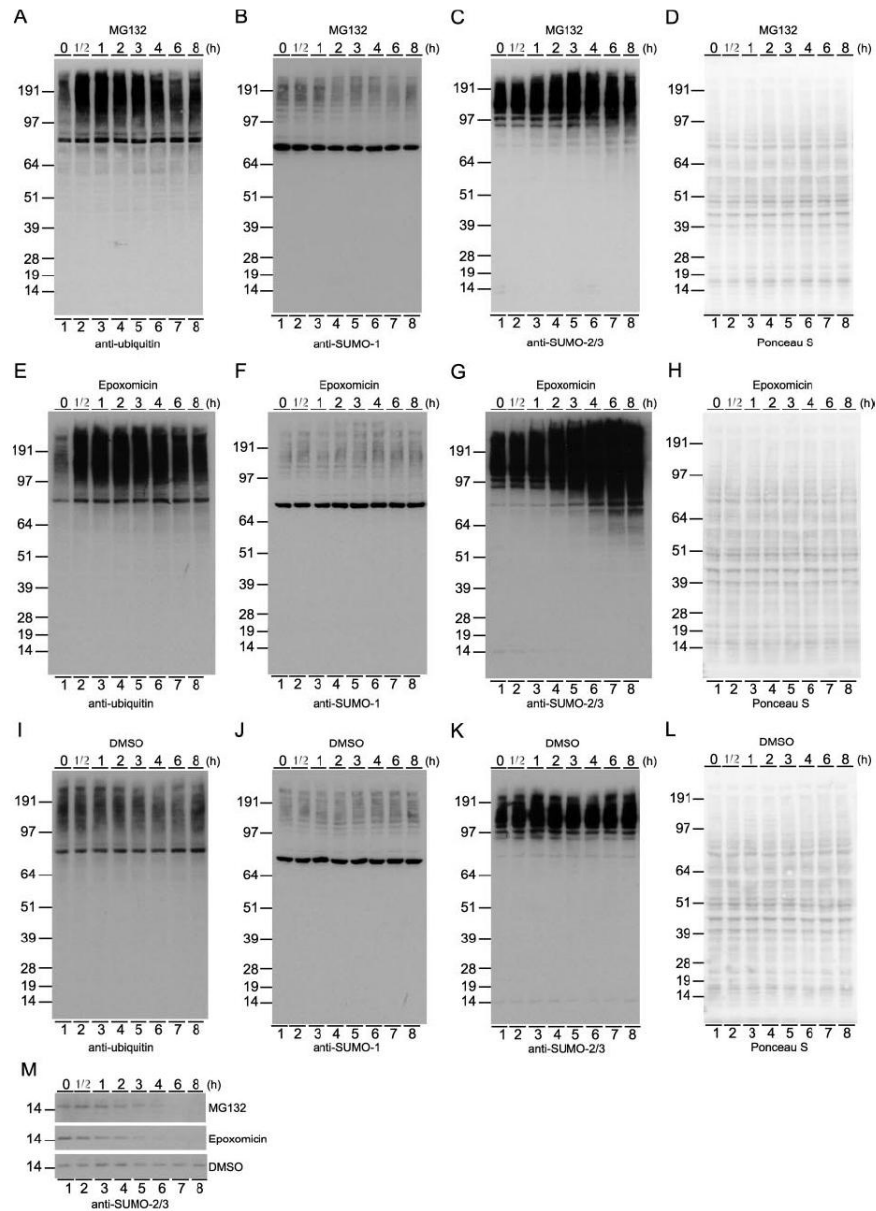 A B C D
MG132 MG132 MG132 MG132
0 1/2 1 2 3 4 6 8 (h) 0 1/2 1 2 3 4 6 8 (h) 0 1/2 1 2 3 4 6 8 (h) 0 1/2 1 2 3 4 6 8 (h)
191 191 191 191
97 97 97 97
64 64 64 64
51 51 51 51
39 39 39 39
28 28 28 28
19 19 19 19
14 14 14 14
1 2 3 4 5 6 7 8 1 2 3 4 5 6 7 8 1 2 3 4 5 6 7 8 1 2 3 4 5 6 7 8
anti-ubiquitin anti-SUMO-1 anti-SUMO-2/3 Ponceau S
E F G H
Epoxomicin Epoxomicin Epoxomicin Epoxomicin
0 1/2 1 2 3 4 6 8 (h) 0 1/2 1 2 3 4 6 8 (h) 0 1/2 1 2 3 4 6 8 (h) 0 1/2 1 2 3 4 6 8 (h)
191 191 191 191
97 97 97 97
64 64 64 64
51 51 51 51
39 39 39 39
28 28 28 28
19 19 19 19
14 14 14 14
1 2 3 4 5 6 7 8 1 2 3 4 5 6 7 8 1 2 3 4 5 6 7 8 1 2 3 4 5 6 7 8
anti-ubiquitin anti-SUMO-1 anti-SUMO-2/3 Ponceau S
I J K L
DMSO DMSO DMSO DMSO
0 1/2 1 2 3 4 6 8 (h) 0 1/2 1 2 3 4 6 8 (h) 0 1/2 1 2 3 4 6 8 (h) 0 1/2 1 2 3 4 6 8 (h)
191 191 191 191
97 97 97 97
64 64 64 64
51 51 51 51
39 39 39 39
28 28 28 28
19 19 19 19
14 14 14 14
1 2 3 4 5 6 7 8 1 2 3 4 5 6 7 8 1 2 3 4 5 6 7 8 1 2 3 4 5 6 7 8
anti-ubiquitin anti-SUMO-1 anti-SUMO-2/3 Ponceau S
M
0 1/2 1 2 3 4 6 8 (h)
14 MG132
14 Epoxomicin
14 DMSO
1 2 3 4 5 6 7 8
anti-SUMO-2/3